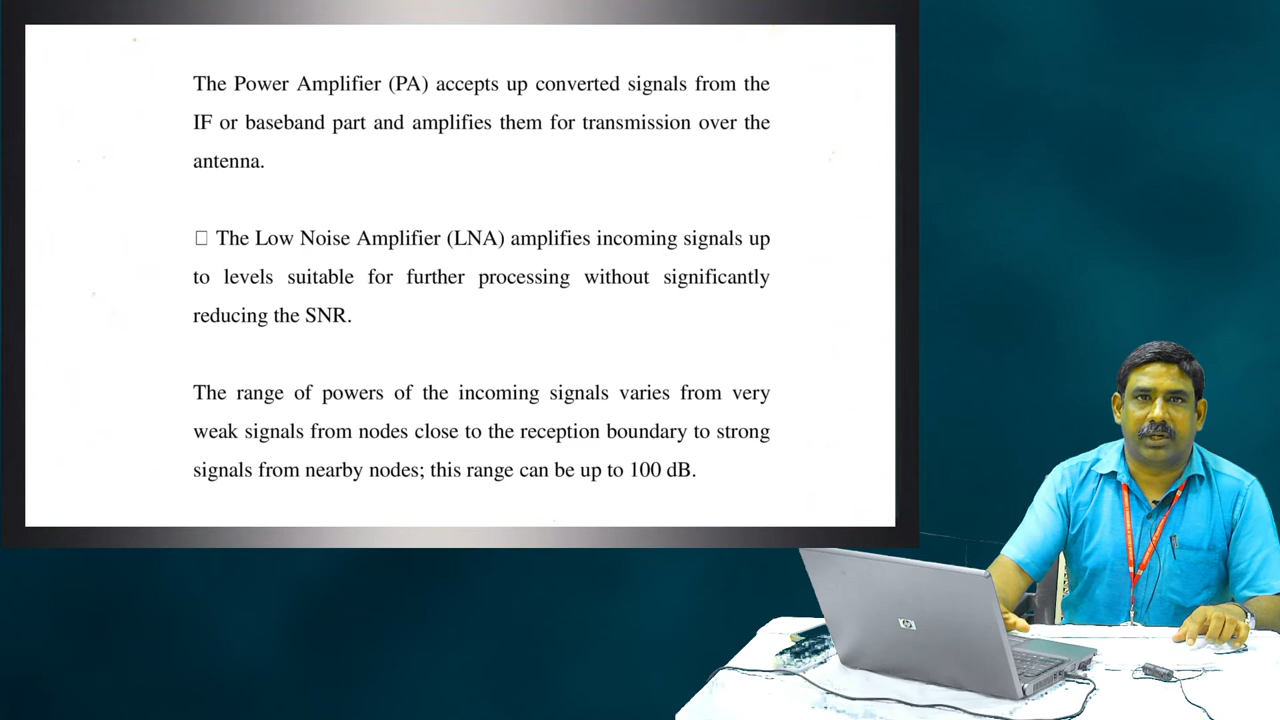 The Power Amplifier (PA) accepts up converted signals from the
IF or baseband part and amplifies them for transmission over the
antenna.
□ The Low Noise Amplifier (LNA) amplifies incoming signals up
to levels suitable for further processing without significantly
reducing the SNR.
The range of powers of the incoming signals varies from very
weak signals from nodes close to the reception boundary to strong
signals from nearby nodes; this range can be up to 100 dB.
hp